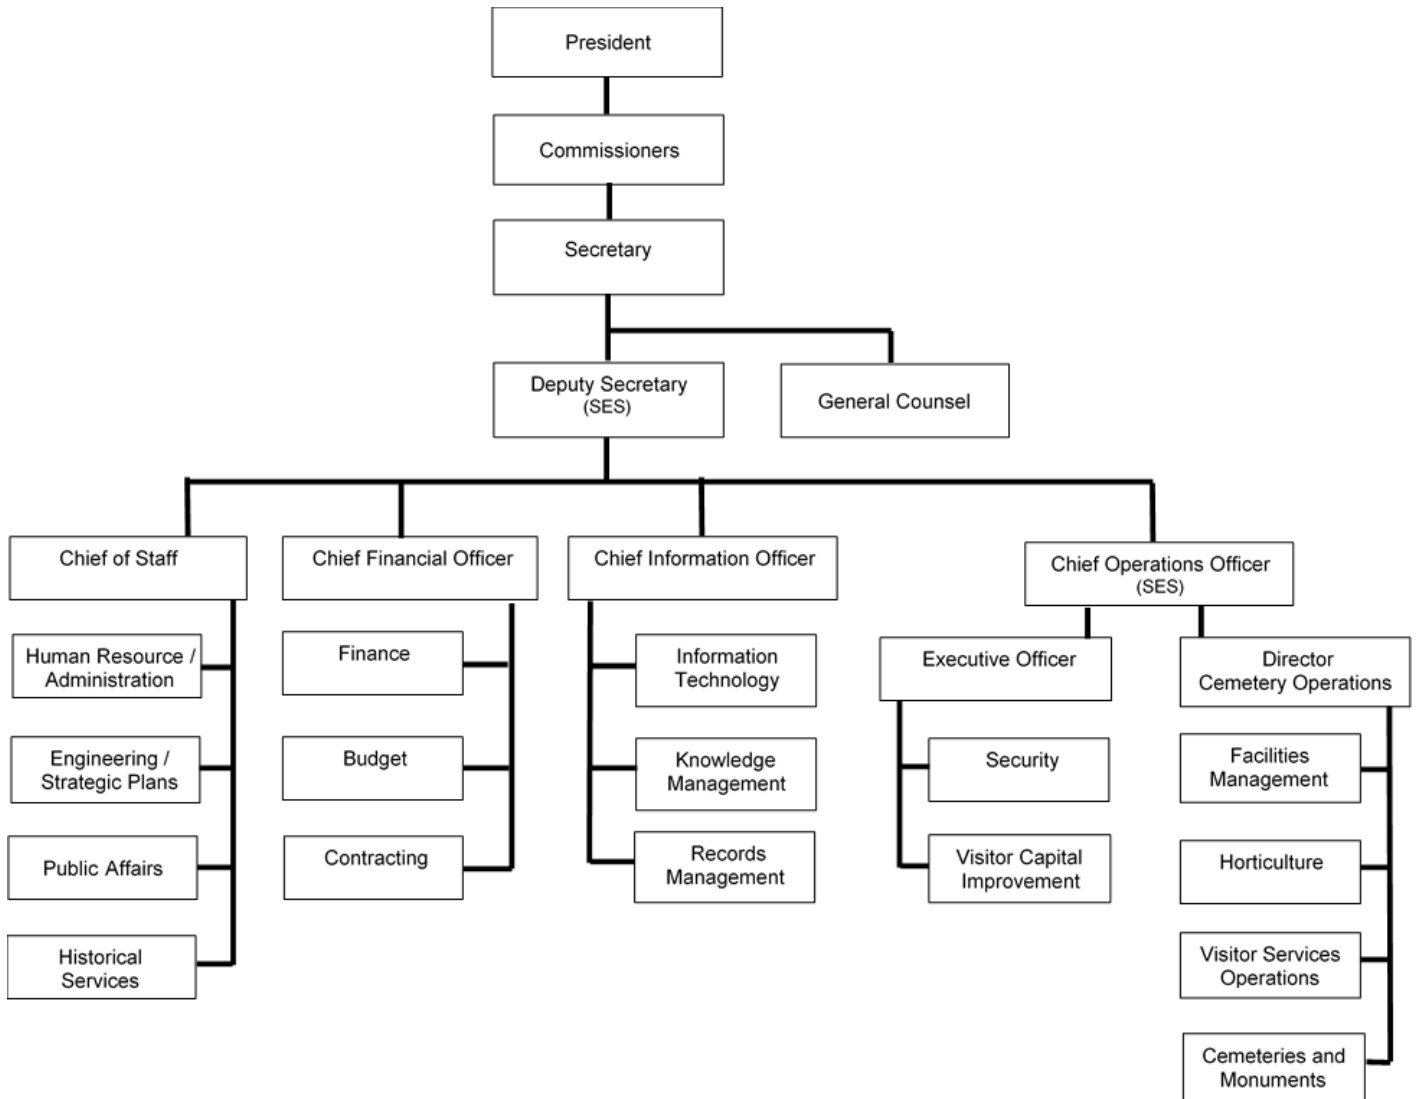 President
Commissioners
Secretary
Deputy Secretary
(SES)
General Counsel
Chief of Staff
Chief Financial Officer
Chief Information Officer
Chief Operations Officer
(SES)
Human Resource /
Administration
Engineering /
Strategic Plans
Public Affairs
Historical
Services
Finance
Budget
Contracting
Information
Technology
Knowledge
Management
Records
Management
Executive Officer
Security
Visitor Capital
Improvement
Director
Cemetery Operations
Facilities
Management
Horticulture
Visitor Services
Operations
Cemeteries and
Monuments